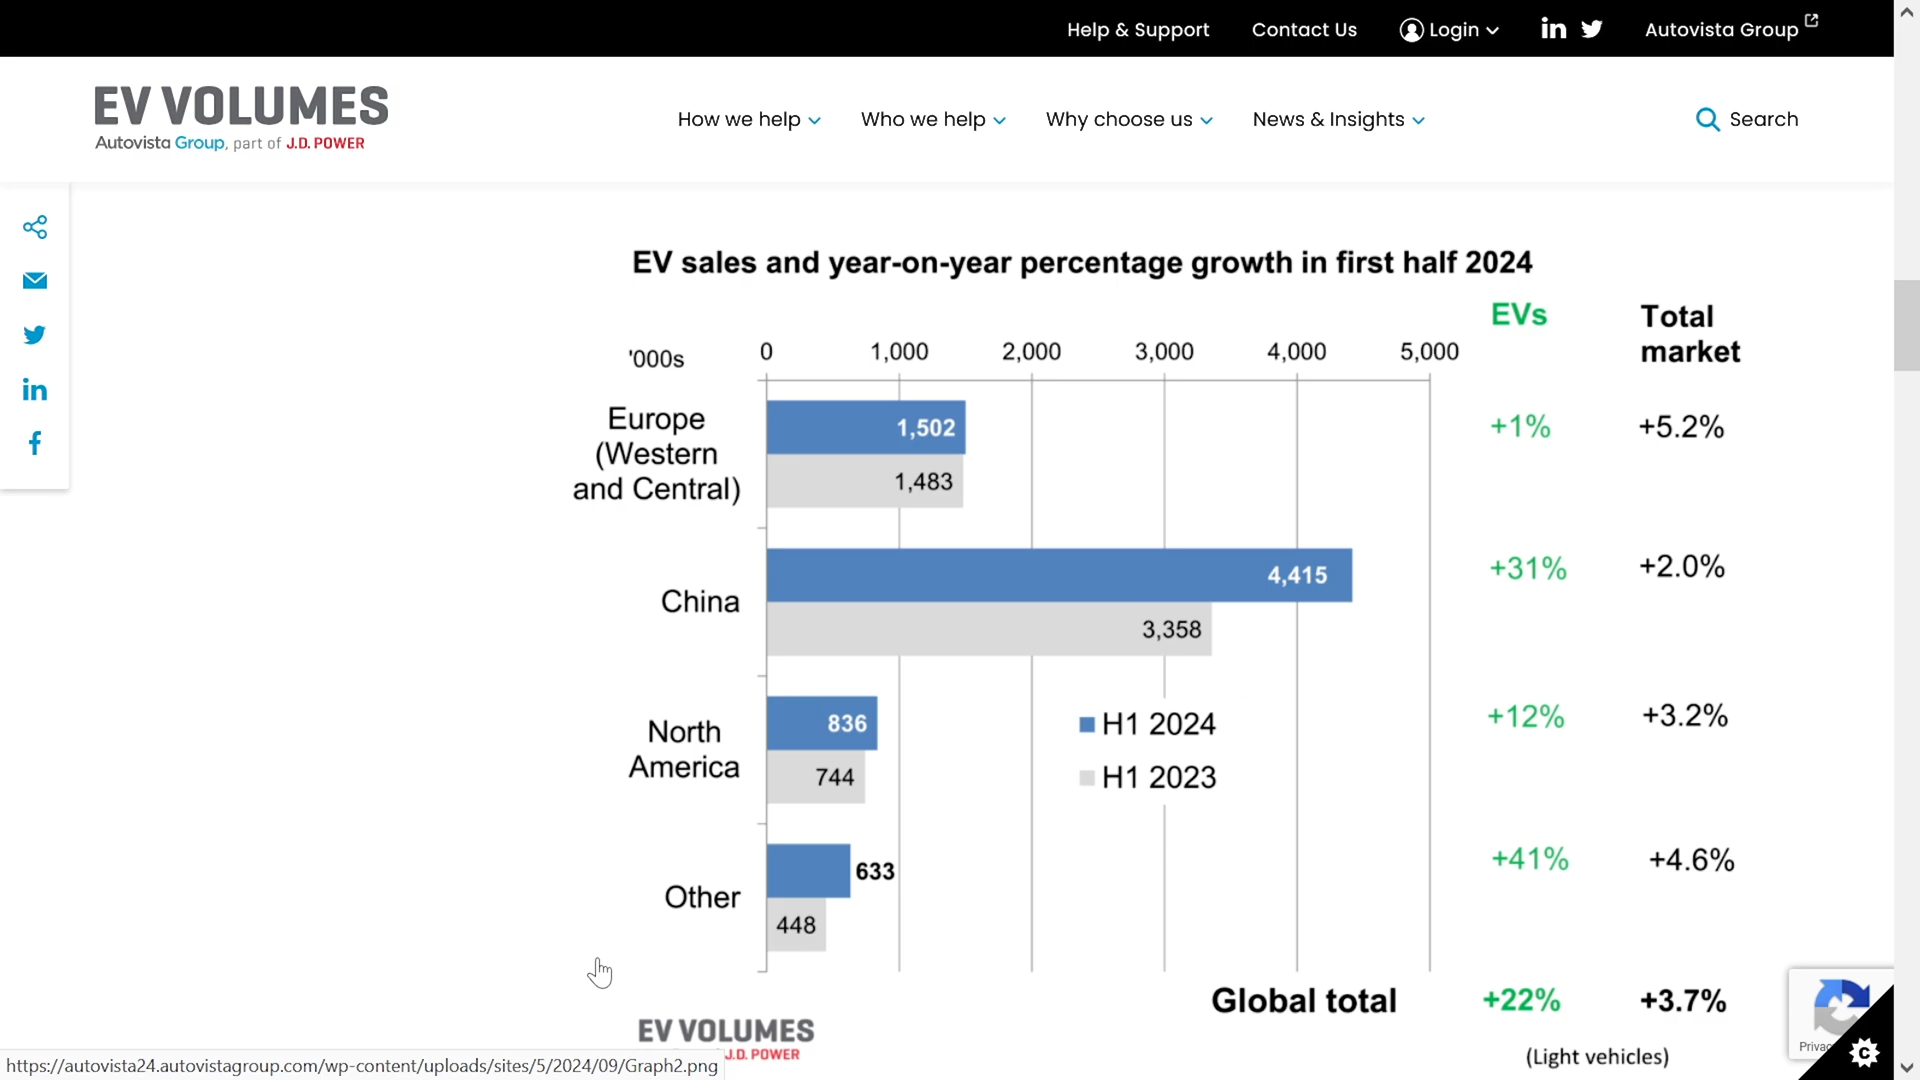 Help & Support Contact Us Login in Autovista Group
EV VOLUMES
Autovista Group, part of J.D. POWER
How we help Who we help Why choose us News & Insights Search
in
f
EV sales and year-on-year percentage growth in first half 2024
EVs Total
market
'000s 0 1,000 2,000 3,000 4,000 5,000
Europe
(Western
and Central)
1,502
1,483
+1% +5.2%
China
4,415
3,358
+31% +2.0%
North
America
836
744
+12% +3.2%
H1 2024
H1 2023
Other
633
448
+41% +4.6%
Global total +22% +3.7%
(Light vehicles)
EV VOLUMES
J.D. POWER
https://autovista24.autovistagroup.com/wp-content/uploads/sites/5/2024/09/Graph2.png